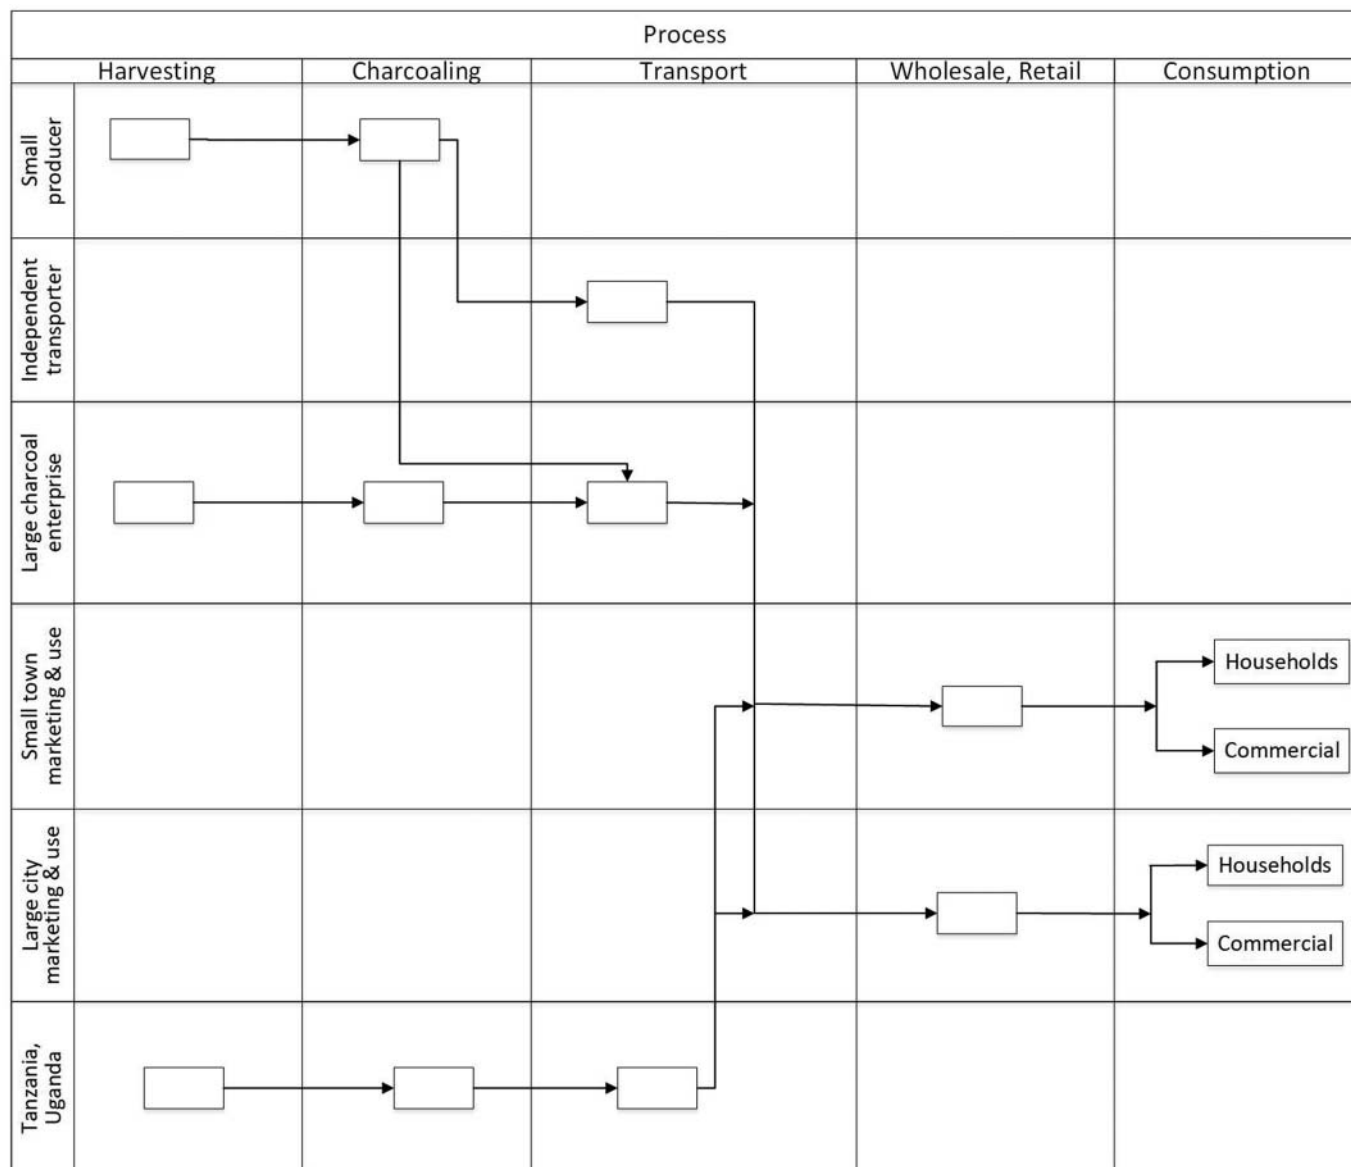 Process
Harvesting
Charcoaling
Transport
Wholesale, Retail
Consumption
Small
producer
Independent
transporter
Large charcoal
enterprise
Small town
marketing & use
Households
Commercial
Large city
marketing & use
Households
Commercial
Tanzania,
Uganda